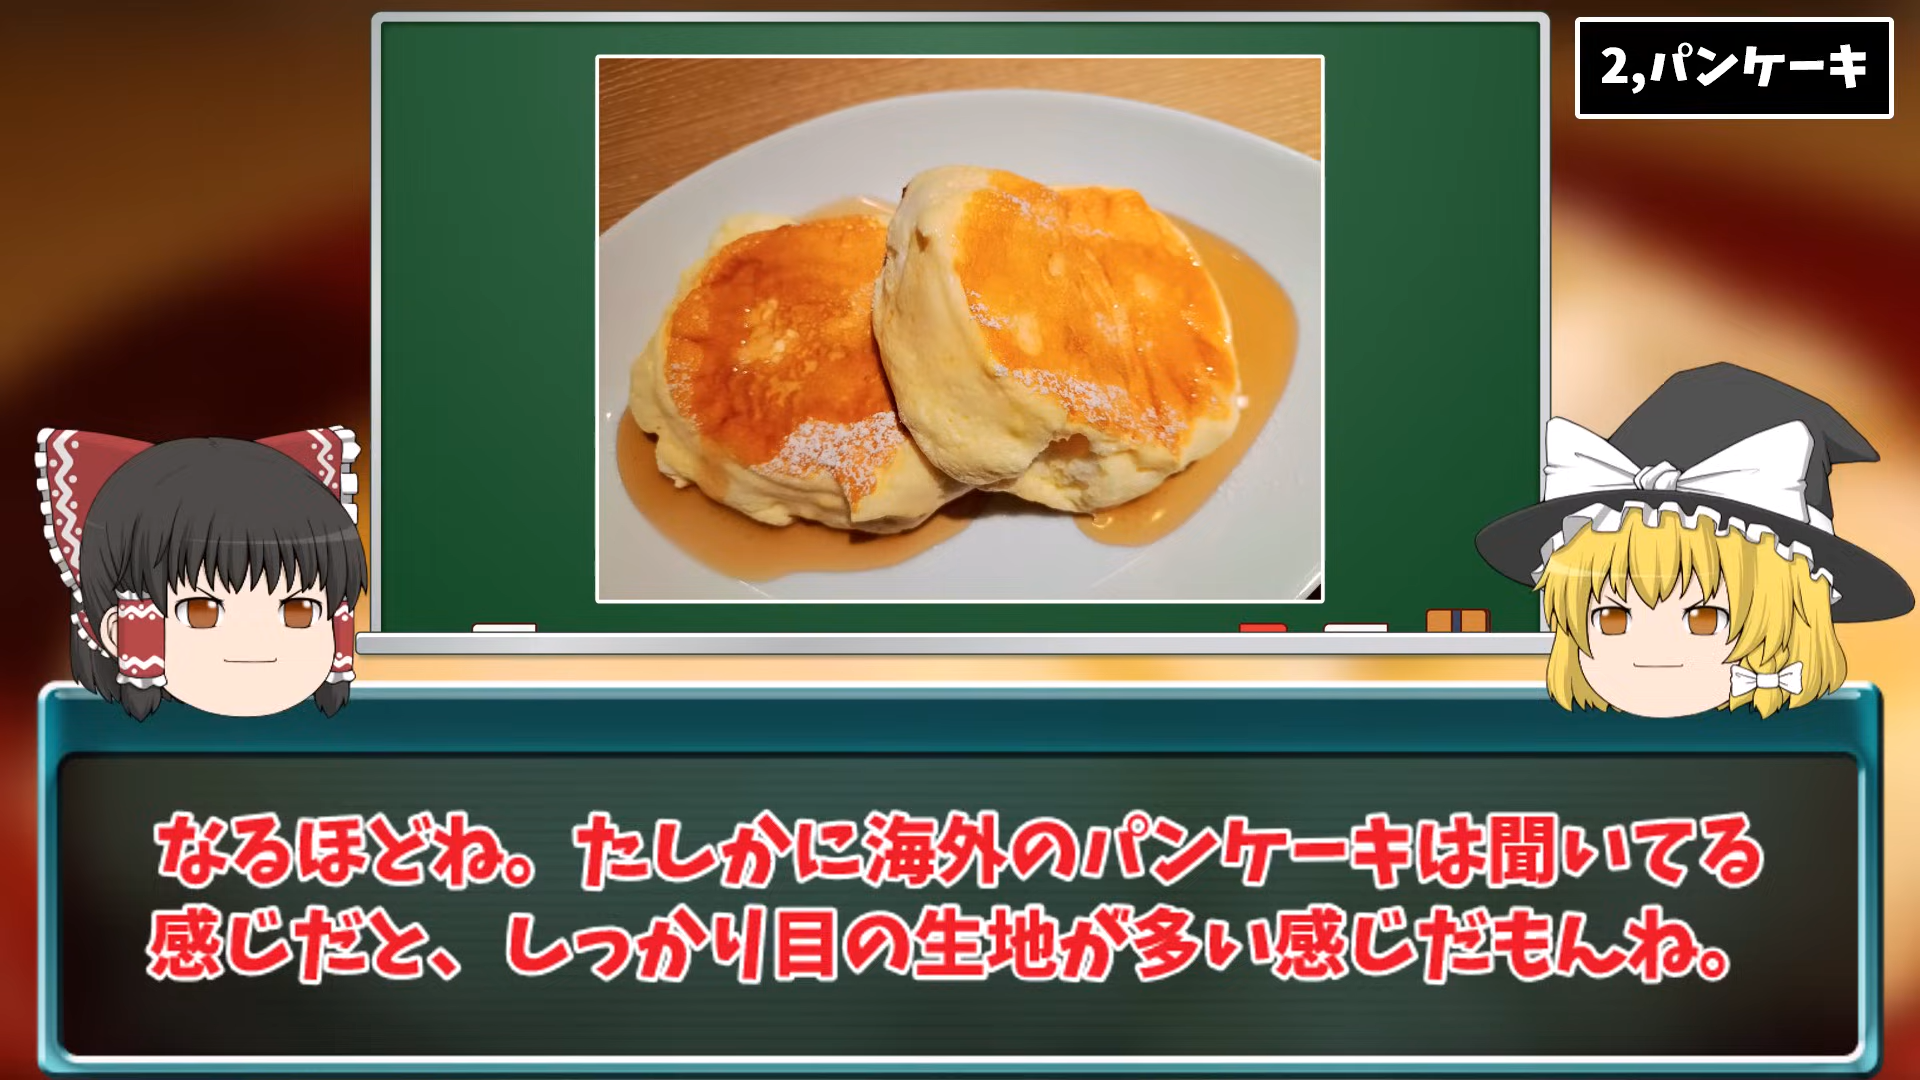 2,パンケーキ
なるほどね。たしかに海外のパンケーキは聞いてる
感じだと、しっかり目の生地が多い感じだもんね。